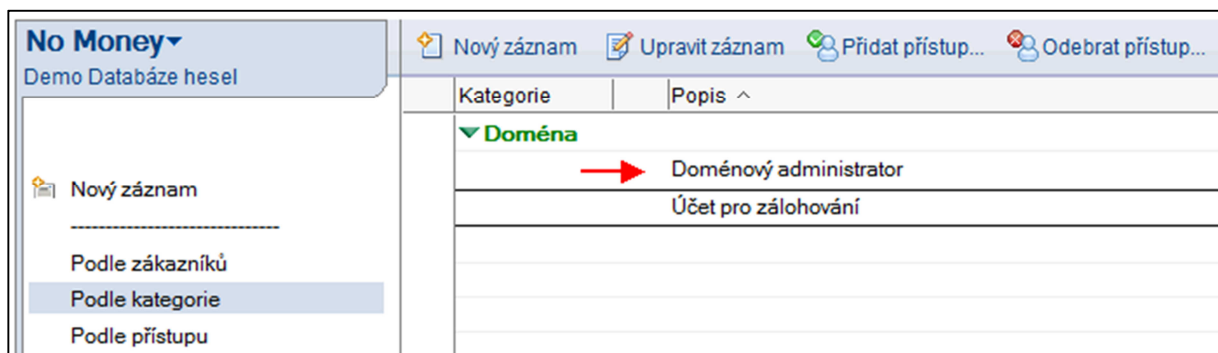 No Money
Demo Databáze hesel
Nový záznam
------------------------------
Podle zákazníků
Podle kategorie
Podle přístupu
Nový záznam Upravit záznam Přidat přístup... Odebrat přístup...
Kategorie Popis
Doména
Doménový administrator
Účet pro zálohování